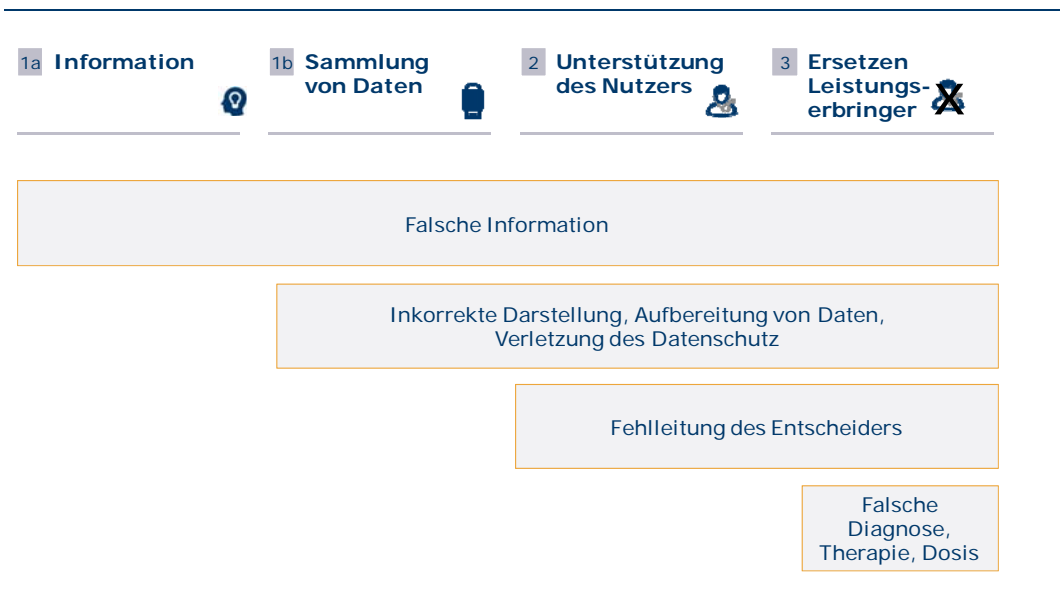 1a Information
1b Sammlung
von Daten
2 Unterstützung
des Nutzers
3 Ersetzen
Leistungs-
erbringer
X
Falsche Information
Inkorrekte Darstellung, Aufbereitung von Daten,
Verletzung des Datenschutz
Fehlleitung des Entscheiders
Falsche
Diagnose,
Therapie, Dosis